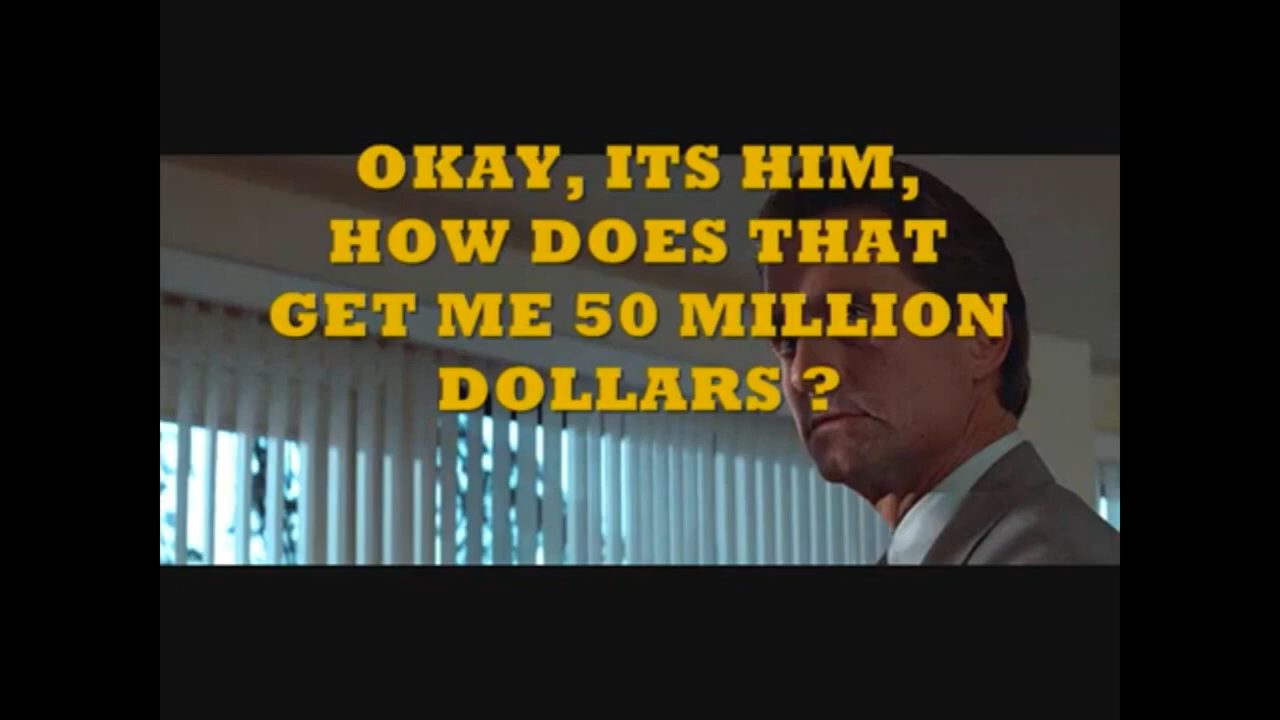 OKAY, ITS HIM,
HOW DOES THAT
GET ME 50 MILLION
DOLLARS ?